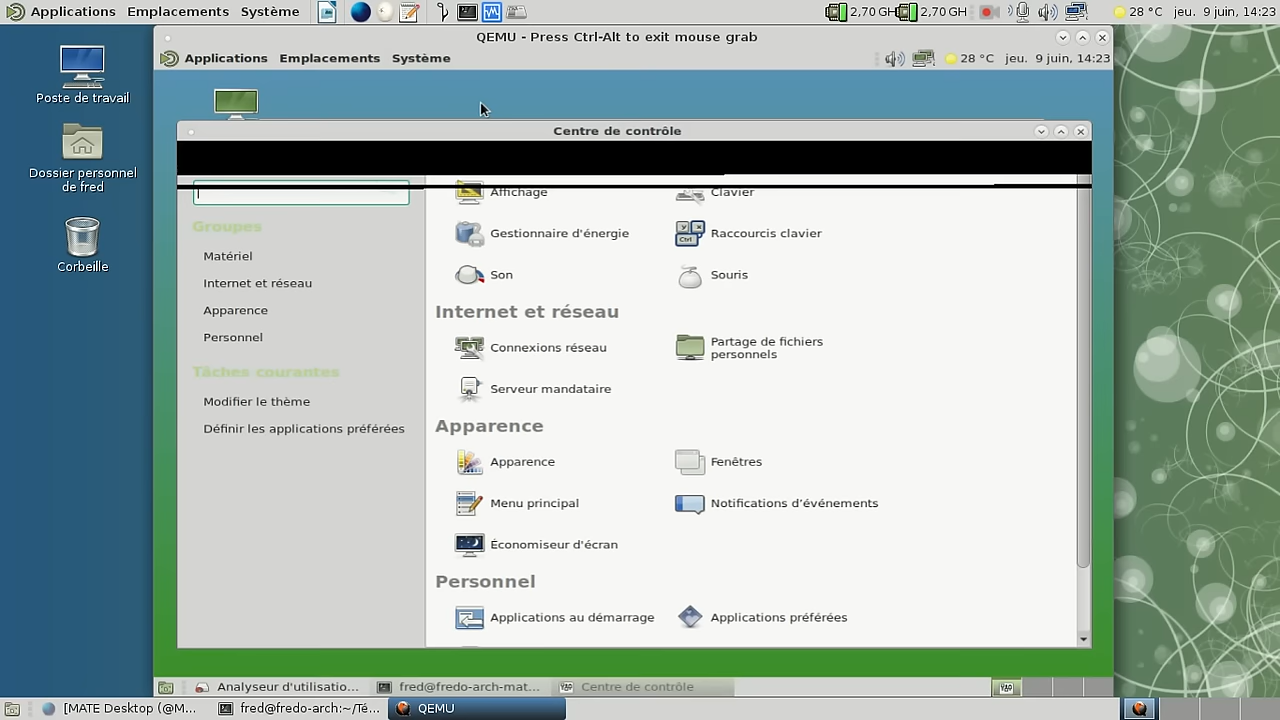 Applications Emplacements Système 2,70 GH 2,70 GH 28 °C jeu. 9 juin, 14:23
QEMU - Press Ctrl-Alt to exit mouse grab
Applications Emplacements Système 28 °C jeu. 9 juin, 14:23
Poste de travail
Dossier personnel
de fred
Corbeille
Centre de contrôle
Groupes
Matériel
Internet et réseau
Apparence
Personnel
Tâches courantes
Modifier le thème
Définir les applications préférées
Affichage Clavier
Gestionnaire d'énergie Raccourcis clavier
Son Souris
Internet et réseau
Connexions réseau Partage de fichiers
personnels
Serveur mandataire
Apparence
Apparence Fenêtres
Menu principal Notifications d’événements
Économiseur d'écran
Personnel
Applications au démarrage Applications préférées
Analyseur d'utilisatio... fred@fredo-arch-mat... Centre de contrôle
[MATE Desktop (@M... fred@fredo-arch:~/Té... QEMU